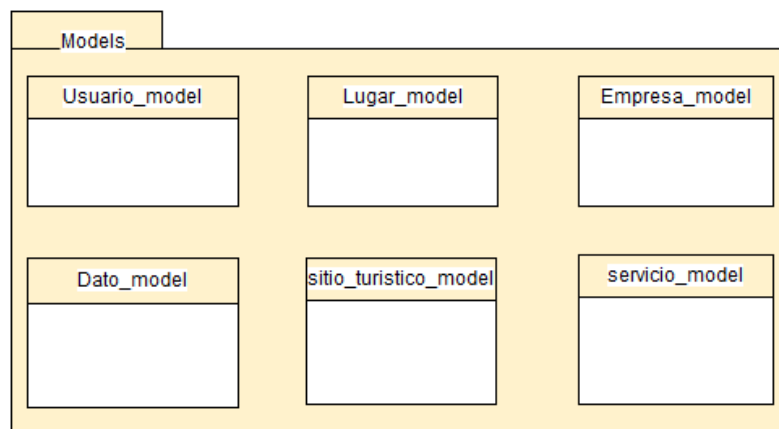 Models
Usuario_model
Lugar_model
Empresa_model
Dato_model
sitio_turistico_model
servicio_model